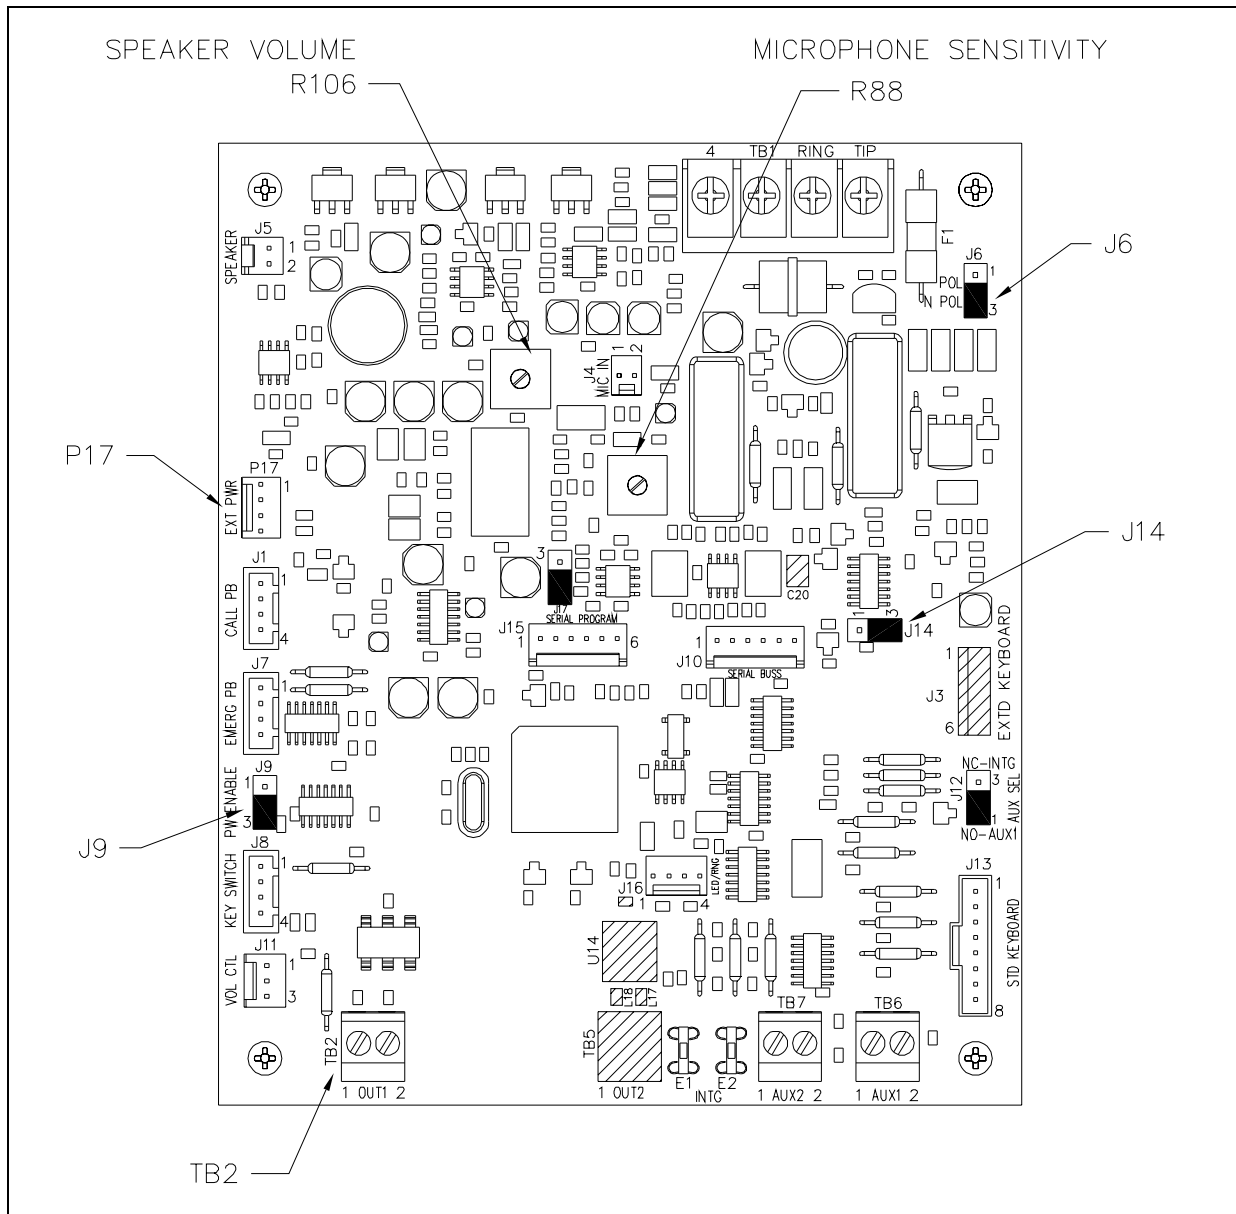 SPEAKER VOLUME
R106
MICROPHONE SENSITIVITY
R88
4 TB1 RING TIP
SPEAKER
J5
1
2
F1
J6
1
POL
N POL
3
J6
J4
MIC IN
1 2
P17
EXT PWR
P17
1
J1
CALL PB
1
4
3
J17
SERIAL PROGRAM
J15
1 6
C20
J14
1 3
J14
J10
1
SERIAL BUSS
J3
1
6
EXTD KEYBOARD
J7
EMERG PB
1
J9
PW ENABLE
1
3
J9
NC-INTG
3
J12
AUX SEL
1
NO-AUX1
J8
KEY SWITCH
1
4
J16
1 4
LED/RNG
J13
1
STD KEYBOARD
8
J11
VOL CTL
1
3
U14
L18 L17
TB2
1 OUT1 2
TB5
1 OUT2
E1 E2
INTG
TB7
1 AUX2 2
TB6
1 AUX1 2
TB2